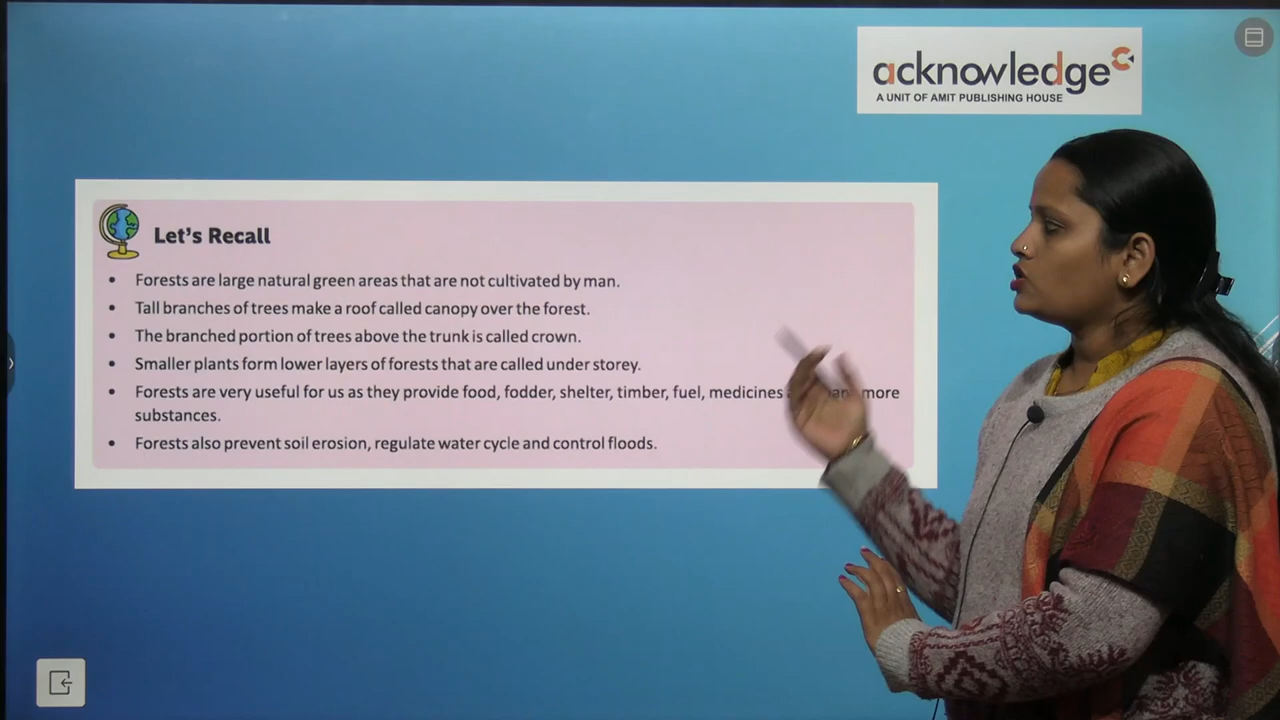 acknowledge
A UNIT OF AMIT PUBLISHING HOUSE
Let's Recall
• Forests are large natural green areas that are not cultivated by man.
• Tall branches of trees make a roof called canopy over the forest.
• The branched portion of trees above the trunk is called crown.
• Smaller plants form lower layers of forests that are called under storey.
• Forests are very useful for us as they provide food, fodder, shelter, timber, fuel, medicines more
substances.
• Forests also prevent soil erosion, regulate water cycle and control floods.